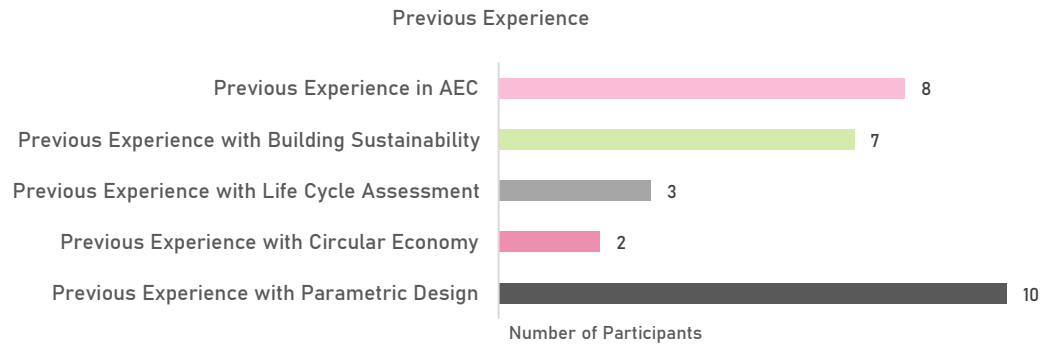 Previous Experience
Previous Experience in AEC 8
Previous Experience with Building Sustainability 7
Previous Experience with Life Cycle Assessment 3
Previous Experience with Circular Economy 2
Previous Experience with Parametric Design 10
Number of Participants